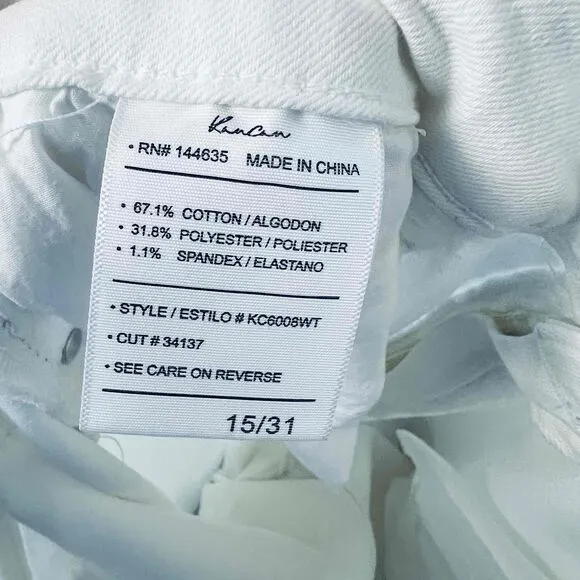 KanCan
• RN# 144635 MADE IN CHINA
• 67.1% COTTON / ALGODON
• 31.8% POLYESTER / POLIESTER
• 1.1% SPANDEX / ELASTANO
• STYLE / ESTILO # KC6008WT
• CUT # 34137
• SEE CARE ON REVERSE
15/31